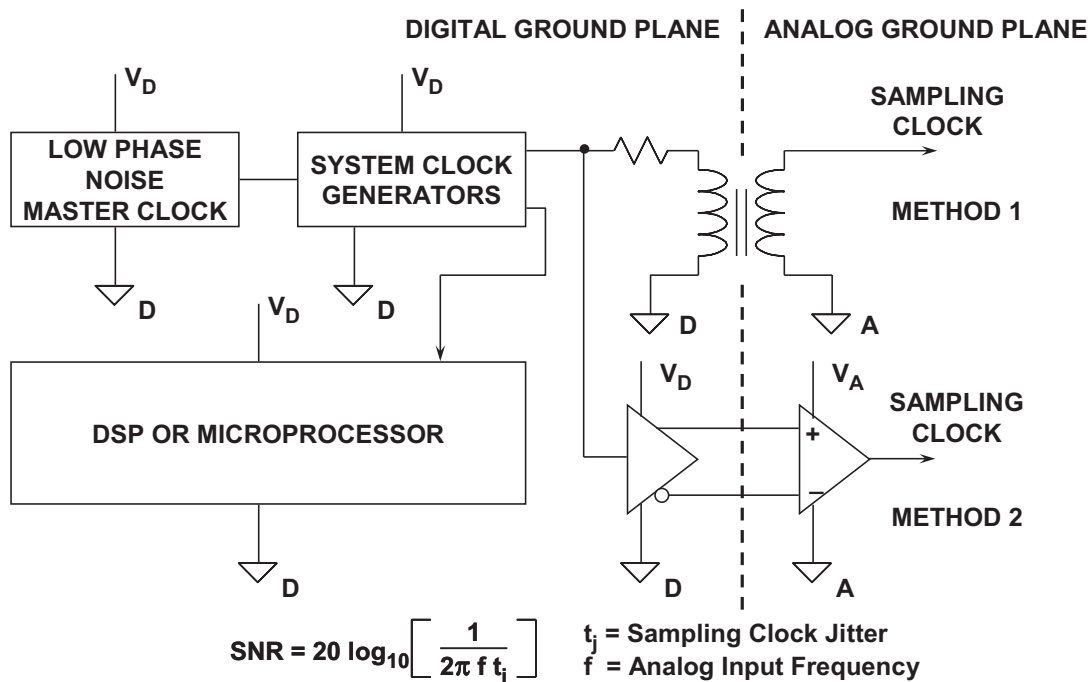 DIGITAL GROUND PLANE
ANALOG GROUND PLANE
V_D
V_D
SAMPLING
CLOCK
LOW PHASE
NOISE
MASTER CLOCK
SYSTEM CLOCK
GENERATORS
METHOD 1
D
D
D
A
V_D
V_D
V_A
DSP OR MICROPROCESSOR
SAMPLING
CLOCK
+
−
METHOD 2
D
D
A
SNR = 20 log₁₀[1 / 2π f t_j]
t_j = Sampling Clock Jitter
f = Analog Input Frequency